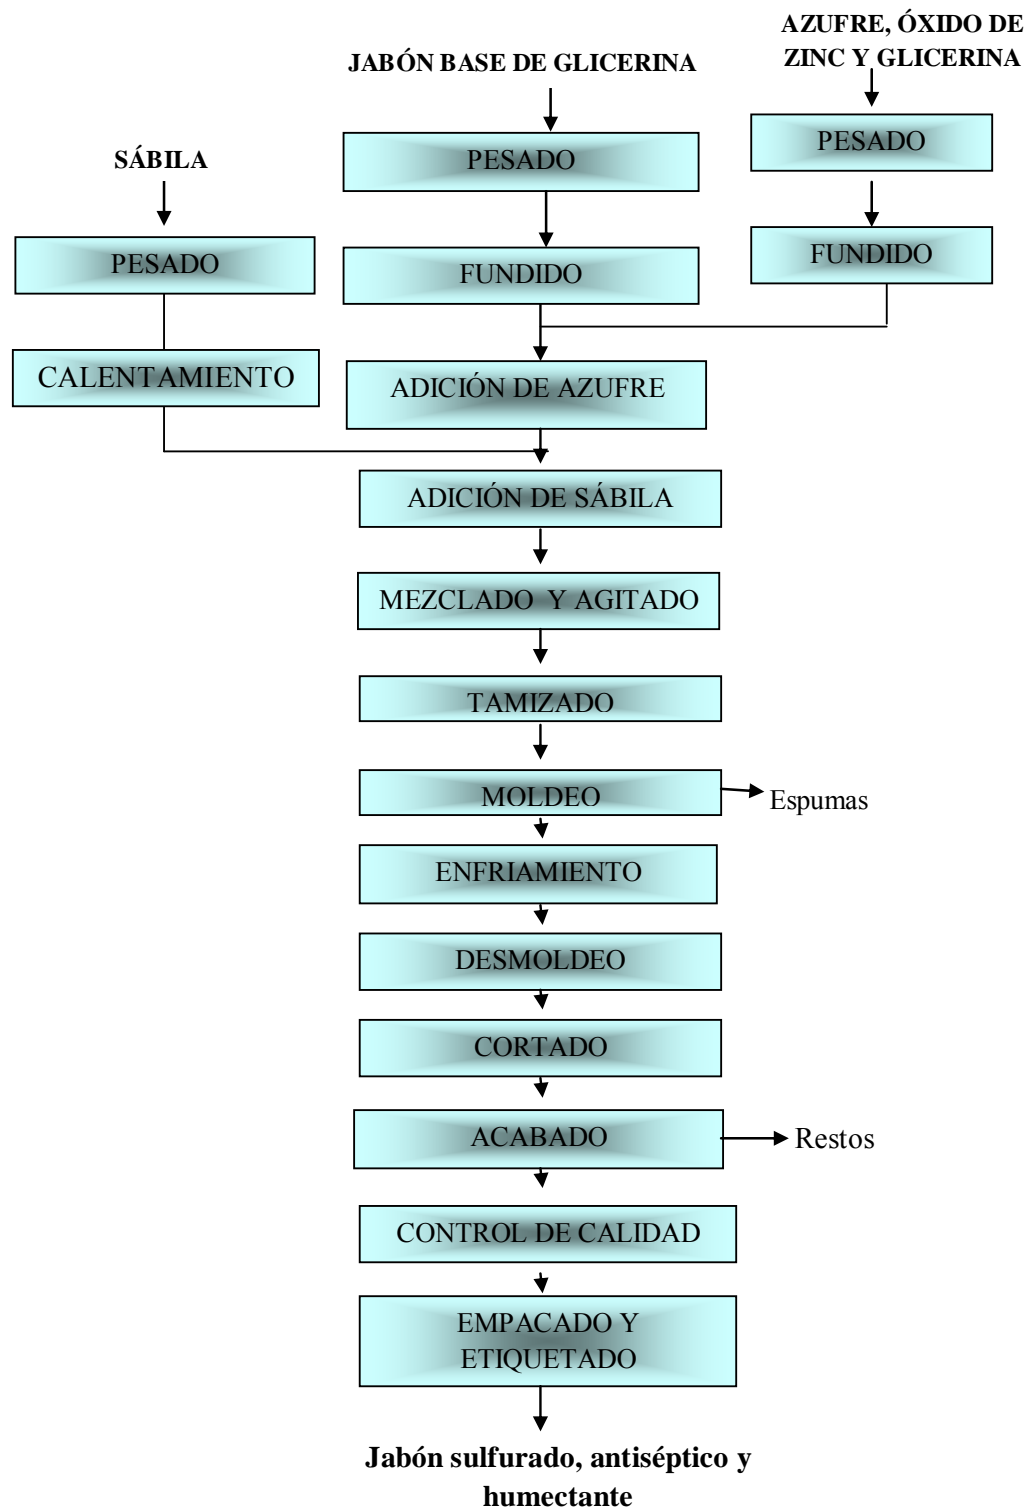 AZUFRE, ÓXIDO DE
ZINC Y GLICERINA
JABÓN BASE DE GLICERINA
SÁBILA
PESADO
PESADO
PESADO
FUNDIDO
FUNDIDO
CALENTAMIENTO
ADICIÓN DE AZUFRE
ADICIÓN DE SÁBILA
MEZCLADO Y AGITADO
TAMIZADO
MOLDEO
Espumas
ENFRIAMIENTO
DESMOLDEO
CORTADO
ACABADO
Restos
CONTROL DE CALIDAD
EMPACADO Y
ETIQUETADO
Jabón sulfurado, antiséptico y
humectante